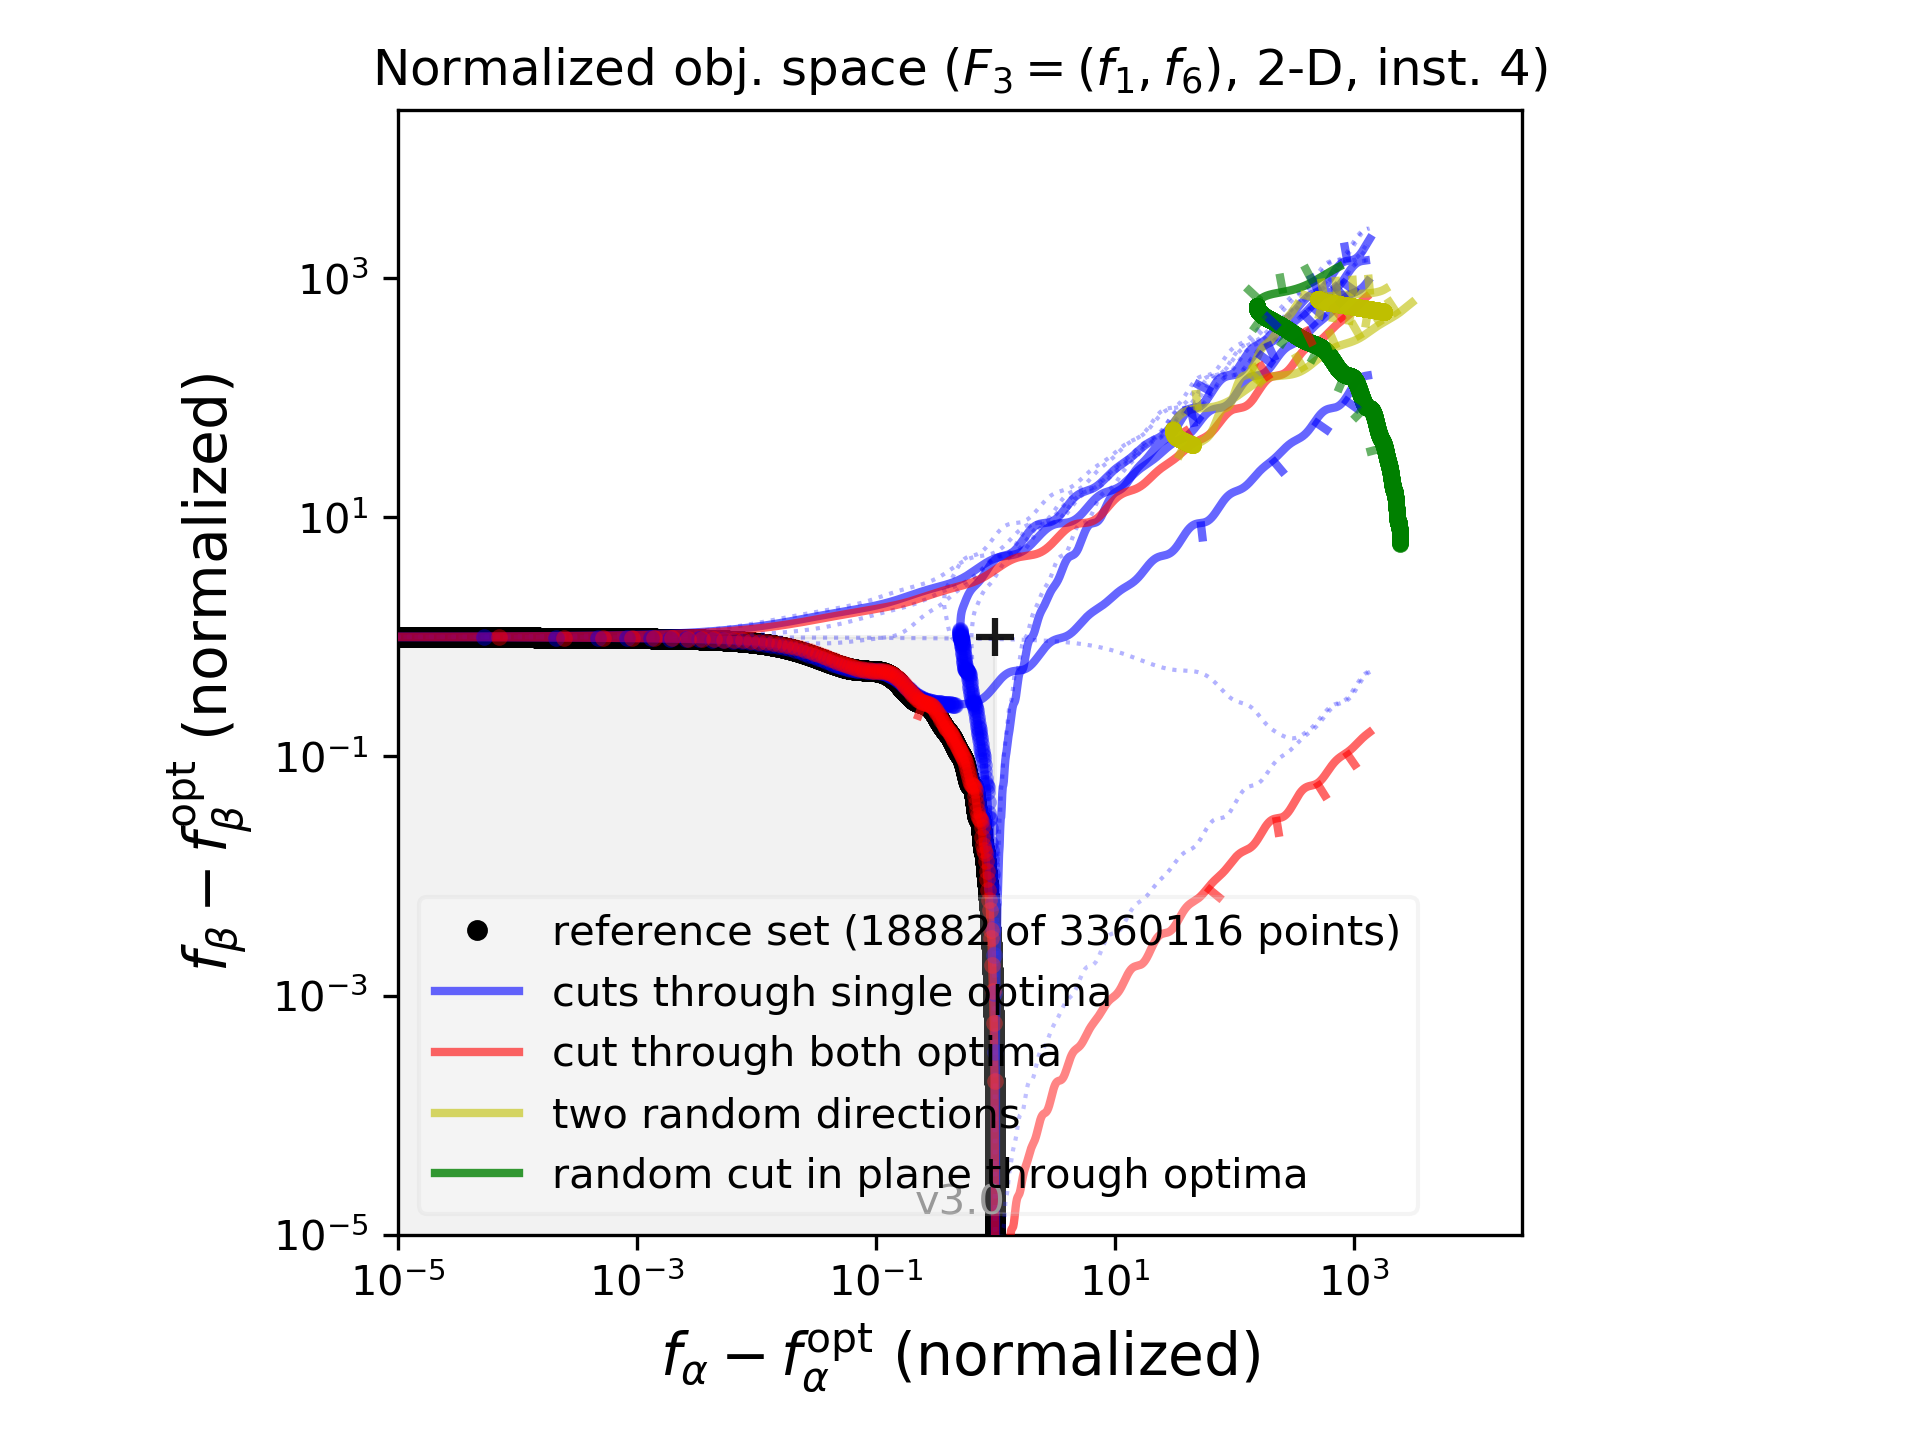 Normalized obj. space (F₃ = (f₁, f₆), 2-D, inst. 4)
10³
10¹
10⁻¹
10⁻³
10⁻⁵
f_β − f_β^opt (normalized)
reference set (18882 of 3360116 points)
cuts through single optima
cut through both optima
two random directions
random cut in plane through optima
v3.0
10⁻⁵ 10⁻³ 10⁻¹ 10¹ 10³
f_α − f_α^opt (normalized)